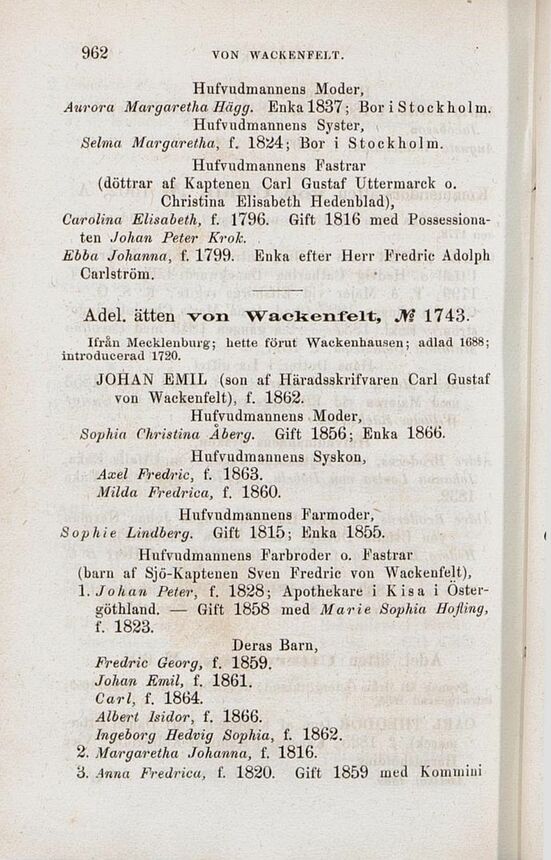 962 VON WACKENFELT.
Hufvudmannens Moder,
Aurora Margaretha Hägg. Enka 1837; Bor i Stockholm.
Hufvudmannens Syster,
Selma Margaretha, f. 1824; Bor i Stockholm.
Hufvudmannens Fastrar
(döttrar af Kaptenen Carl Gustaf Uttermarck o.
Christina Elisabeth Hedenblad),
Carolina Elisabeth, f. 1796. Gift 1816 med Possessiona-
ten Johan Peter Krok.
Ebba Johanna, f. 1799. Enka efter Herr Fredric Adolph
Carlström.
Adel. ätten von Wackenfelt, № 1743.
Ifrån Mecklenburg; hette förut Wackenhausen; adlad 1688;
introducerad 1720.
JOHAN EMIL (son af Häradsskrifvaren Carl Gustaf
von Wackenfelt), f. 1862.
Hufvudmannens Moder,
Sophia Christina Åberg. Gift 1856; Enka 1866.
Hufvudmannens Syskon,
Axel Fredric, f. 1863.
Milda Fredrica, f. 1860.
Hufvudmannens Farmoder,
Sophie Lindberg. Gift 1815; Enka 1855.
Hufvudmannens Farbroder o. Fastrar
(barn af Sjö-Kaptenen Sven Fredric von Wackenfelt),
1. Johan Peter, f. 1828; Apothekare i Kisa i Öster-
göthland. — Gift 1858 med Marie Sophia Hofling,
f. 1823.
Deras Barn,
Fredric Georg, f. 1859.
Johan Emil, f. 1861.
Carl, f. 1864.
Albert Isidor, f. 1866.
Ingeborg Hedvig Sophia, f. 1862.
2. Margaretha Johanna, f. 1816.
3. Anna Fredrica, f. 1820. Gift 1859 med Kommini